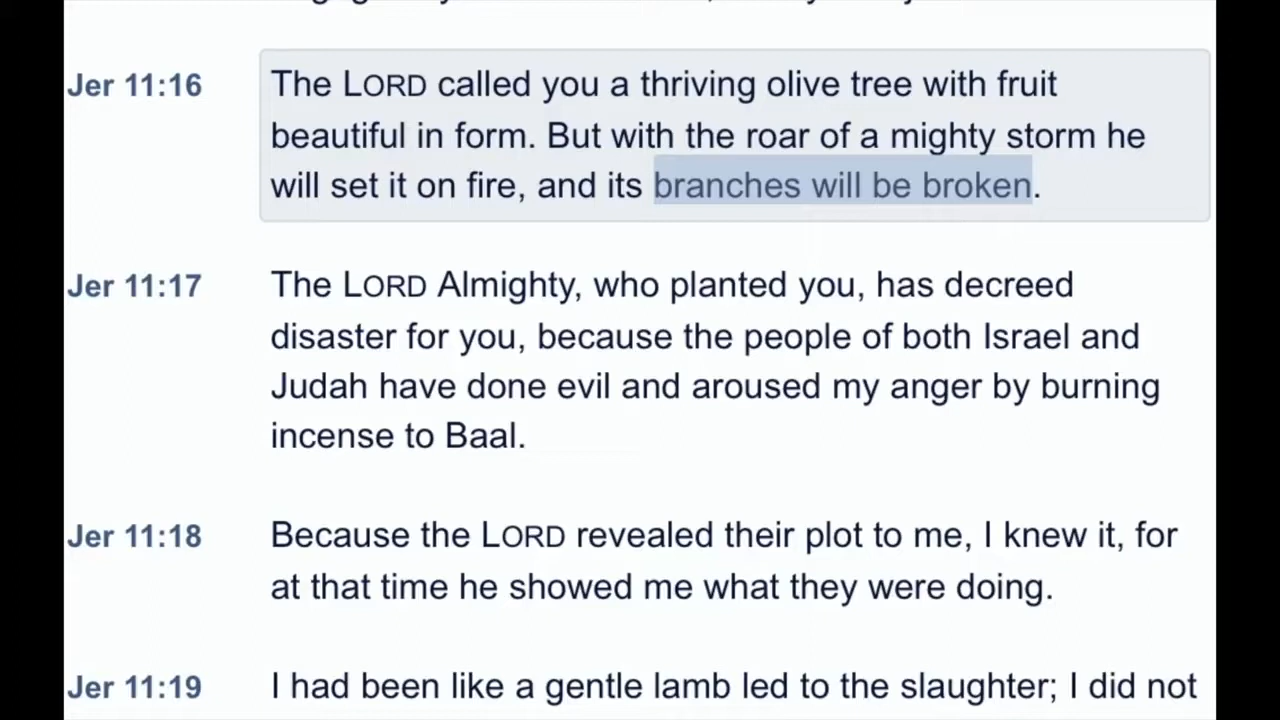 Jer 11:16 The LORD called you a thriving olive tree with fruit
beautiful in form. But with the roar of a mighty storm he
will set it on fire, and its branches will be broken.
Jer 11:17 The LORD Almighty, who planted you, has decreed
disaster for you, because the people of both Israel and
Judah have done evil and aroused my anger by burning
incense to Baal.
Jer 11:18 Because the LORD revealed their plot to me, I knew it, for
at that time he showed me what they were doing.
Jer 11:19 I had been like a gentle lamb led to the slaughter; I did not